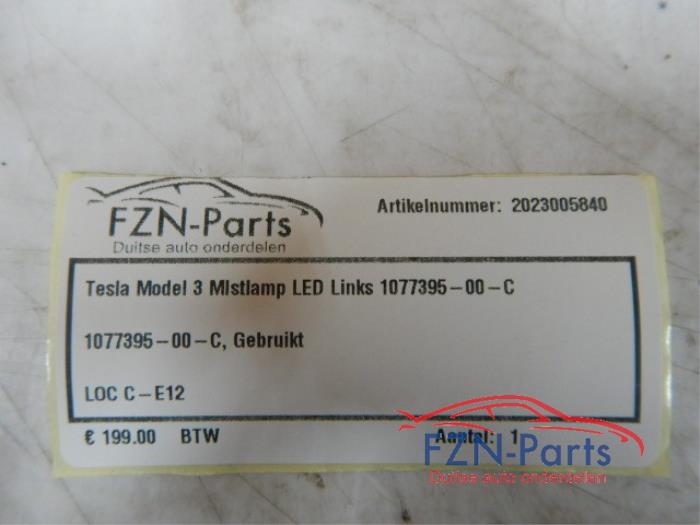 FZN-Parts
Duitse auto onderdelen
Artikelnummer: 2023005840
Tesla Model 3 MIstlamp LED Links 1077395-00-C
1077395-00-C, Gebruikt
LOC C-E12
€ 199.00 BTW Aantal: 1
FZN-Parts
Duitse auto onderdelen